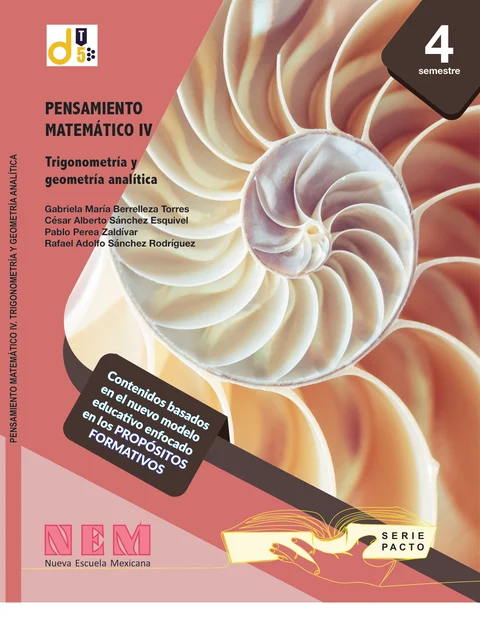 d
T
5
4
semestre
PENSAMIENTO
MATEMÁTICO IV
Trigonometría y
geometría analítica
Gabriela María Berrelleza Torres
César Alberto Sánchez Esquivel
Pablo Perea Zaldívar
Rafael Adolfo Sánchez Rodríguez
PENSAMIENTO MATEMÁTICO IV. TRIGONOMETRÍA Y GEOMETRÍA ANALÍTICA
Contenidos basados
en el nuevo modelo
educativo enfocado
en los PROPÓSITOS
FORMATIVOS
NEM
Nueva Escuela Mexicana
SERIE
PACTO